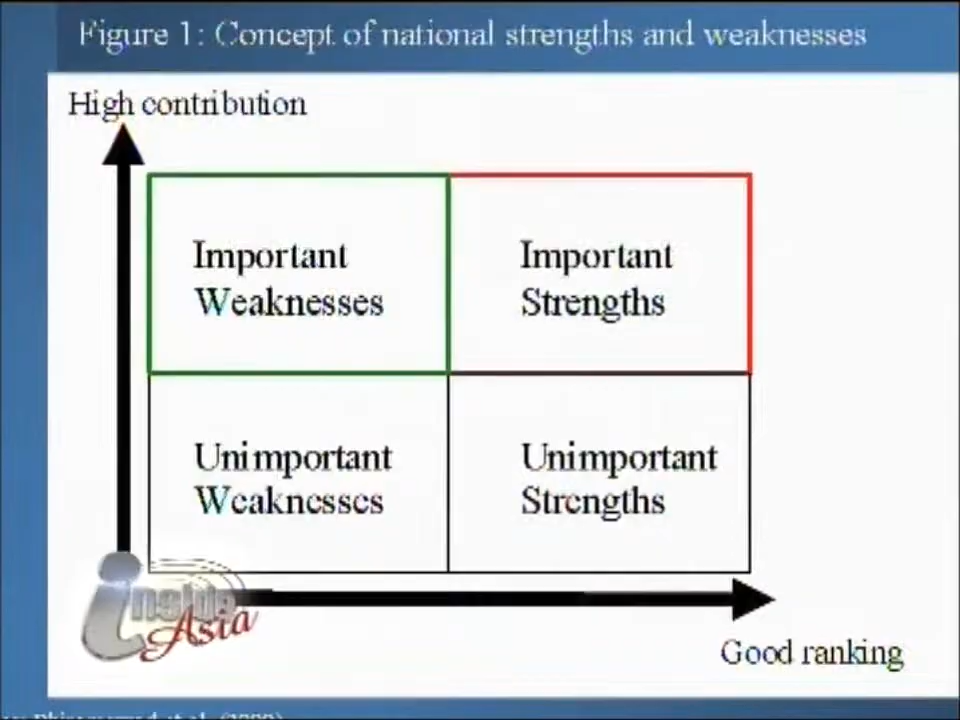 Figure 1: Concept of national strengths and weaknesses
High contribution
Important
Weaknesses
Important
Strengths
Unimportant
Weaknesses
Unimportant
Strengths
inside
Asia
Good ranking